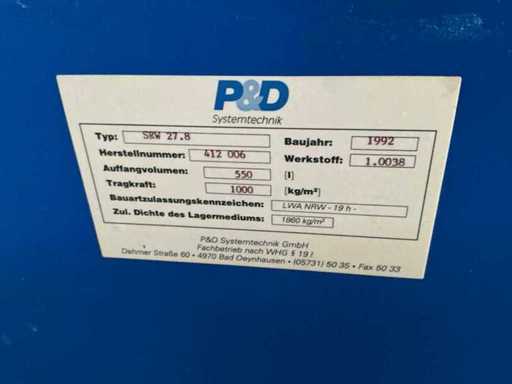 P&D
Systemtechnik
Typ: SRW 27.8
Baujahr: 1992
Herstellnummer: 412 006
Werkstoff: 1.0038
Auffangvolumen: 550 [l]
Tragkraft: 1000 [kg/m²]
Bauartzulassungskennzeichen: LWA NRW - 19 h -
Zul. Dichte des Lagermediums: 1860 kg/m³
P&D Systemtechnik GmbH
Fachbetrieb nach WHG § 19 l
Dehmer Straße 60 • 4970 Bad Oeynhausen • (05731) 50 35 • Fax 50 33